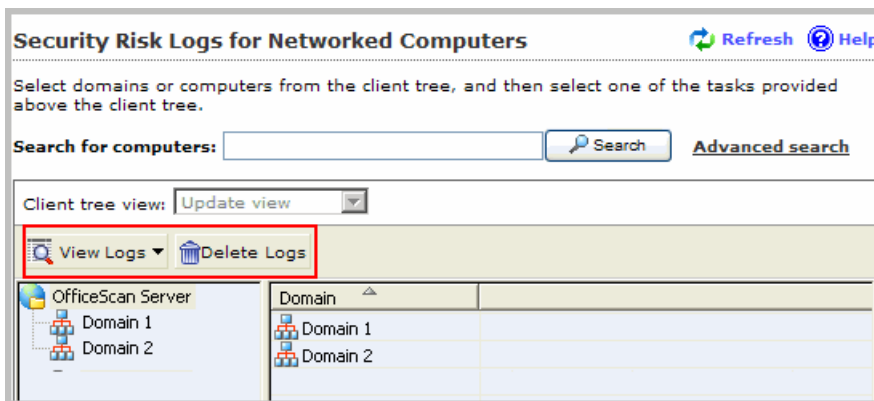 Security Risk Logs for Networked Computers Refresh Help
Select domains or computers from the client tree, and then select one of the tasks provided
above the client tree.
Search for computers: Search Advanced search
Client tree view: Update view
View Logs Delete Logs
OfficeScan Server
Domain 1
Domain 2
Domain
Domain 1
Domain 2